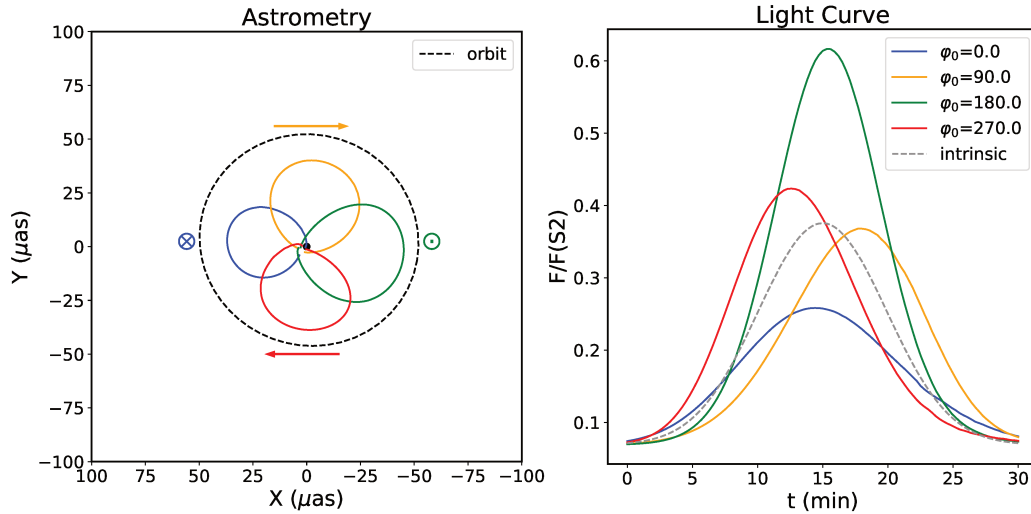 Astrometry
orbit
Y (μas)
100
75
50
25
0
−25
−50
−75
−100
100
75
50
25
0
−25
−50
−75
−100
X (μas)
Light Curve
φ₀=0.0
φ₀=90.0
φ₀=180.0
φ₀=270.0
intrinsic
F/F(S2)
0.6
0.5
0.4
0.3
0.2
0.1
0
5
10
15
20
25
30
t (min)